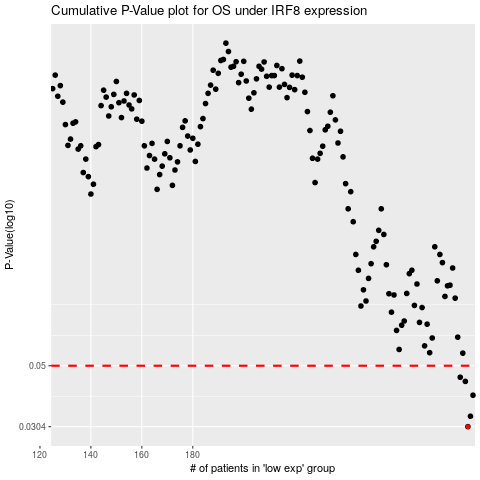 Cumulative P-Value plot for OS under IRF8 expression
P-Value(log10)
0.05
0.0304
120 140 160 180
# of patients in 'low exp' group